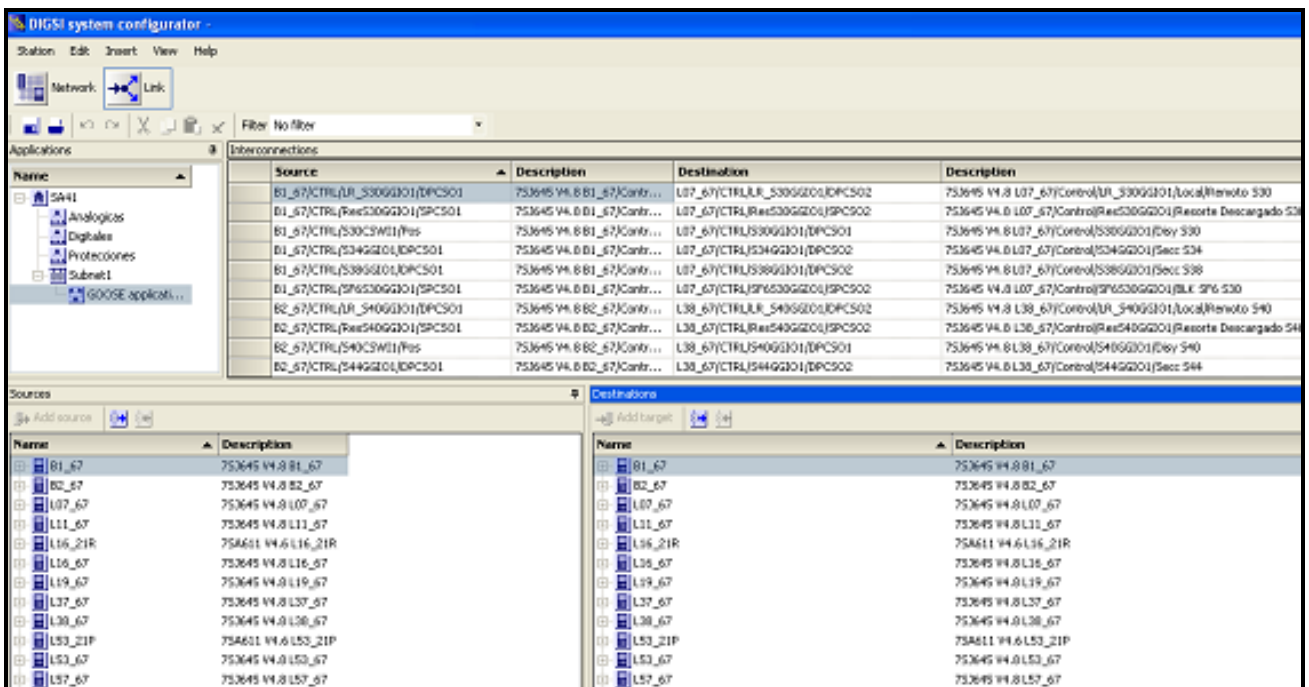 DIGSI system configurator -
Station Edit Insert View Help
Network Link
Filter No filter
Applications
Name
SA41
Analogicas
Digitales
Protecciones
Subnet1
GOOSE applicati...
Interconnections
Source Description Destination Description
B1_67/CTRL/LR_S30GGIO1/DPCSO1 7SJ645 V4.8 B1_67/Contr... L07_67/CTRL/LR_S30GGIO1/DPCSO2 7SJ645 V4.8 L07_67/Control/LR_S30GGIO1/Local/Remoto S30
B1_67/CTRL/ResS30GGIO1/SPCSO1 7SJ645 V4.8 B1_67/Contr... L07_67/CTRL/ResS30GGIO1/SPCSO2 7SJ645 V4.8 L07_67/Control/ResS30GGIO1/Resorte Descargado S30
B1_67/CTRL/S30CSWI1/Pos 7SJ645 V4.8 B1_67/Contr... L07_67/CTRL/S30GGIO1/DPCSO1 7SJ645 V4.8 L07_67/Control/S30GGIO1/Disy S30
B1_67/CTRL/S34GGIO1/DPCSO1 7SJ645 V4.8 B1_67/Contr... L07_67/CTRL/S34GGIO1/DPCSO2 7SJ645 V4.8 L07_67/Control/S34GGIO1/Secc S34
B1_67/CTRL/S38GGIO1/DPCSO1 7SJ645 V4.8 B1_67/Contr... L07_67/CTRL/S38GGIO1/DPCSO2 7SJ645 V4.8 L07_67/Control/S38GGIO1/Secc S38
B1_67/CTRL/SF6S30GGIO1/SPCSO1 7SJ645 V4.8 B1_67/Contr... L07_67/CTRL/SF6S30GGIO1/SPCSO2 7SJ645 V4.8 L07_67/Control/SF6S30GGIO1/BLK SF6 S30
B2_67/CTRL/LR_S40GGIO1/DPCSO1 7SJ645 V4.8 B2_67/Contr... L38_67/CTRL/LR_S40GGIO1/DPCSO2 7SJ645 V4.8 L38_67/Control/LR_S40GGIO1/Local/Remoto S40
B2_67/CTRL/ResS40GGIO1/SPCSO1 7SJ645 V4.8 B2_67/Contr... L38_67/CTRL/ResS40GGIO1/SPCSO2 7SJ645 V4.8 L38_67/Control/ResS40GGIO1/Resorte Descargado S40
B2_67/CTRL/S40CSWI1/Pos 7SJ645 V4.8 B2_67/Contr... L38_67/CTRL/S40GGIO1/DPCSO1 7SJ645 V4.8 L38_67/Control/S40GGIO1/Disy S40
B2_67/CTRL/S44GGIO1/DPCSO1 7SJ645 V4.8 B2_67/Contr... L38_67/CTRL/S44GGIO1/DPCSO2 7SJ645 V4.8 L38_67/Control/S44GGIO1/Secc S44
Sources
Add source
Name Description
B1_67 7SJ645 V4.8 B1_67
B2_67 7SJ645 V4.8 B2_67
L07_67 7SJ645 V4.8 L07_67
L11_67 7SJ645 V4.8 L11_67
L16_21R 7SA611 V4.6 L16_21R
L16_67 7SJ645 V4.8 L16_67
L19_67 7SJ645 V4.8 L19_67
L37_67 7SJ645 V4.8 L37_67
L38_67 7SJ645 V4.8 L38_67
L53_21P 7SA611 V4.6 L53_21P
L53_67 7SJ645 V4.8 L53_67
L57_67 7SJ645 V4.8 L57_67
Destinations
Add target
Name Description
B1_67 7SJ645 V4.8 B1_67
B2_67 7SJ645 V4.8 B2_67
L07_67 7SJ645 V4.8 L07_67
L11_67 7SJ645 V4.8 L11_67
L16_21R 7SA611 V4.6 L16_21R
L16_67 7SJ645 V4.8 L16_67
L19_67 7SJ645 V4.8 L19_67
L37_67 7SJ645 V4.8 L37_67
L38_67 7SJ645 V4.8 L38_67
L53_21P 7SA611 V4.6 L53_21P
L53_67 7SJ645 V4.8 L53_67
L57_67 7SJ645 V4.8 L57_67